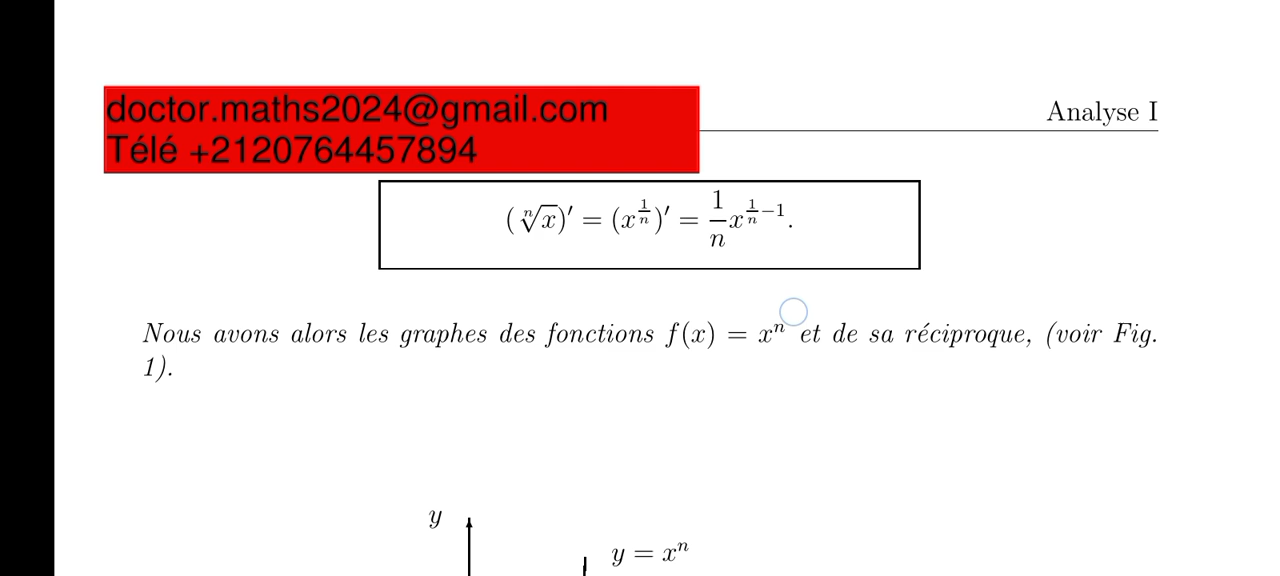 doctor.maths2024@gmail.com
Télé +2120764457894
Analyse I
(ⁿ√x)′ = (x^{1/n})′ = 1/n x^{1/n −1}.
Nous avons alors les graphes des fonctions f(x) = xⁿ et de sa réciproque, (voir Fig.
1).
y
y = xⁿ